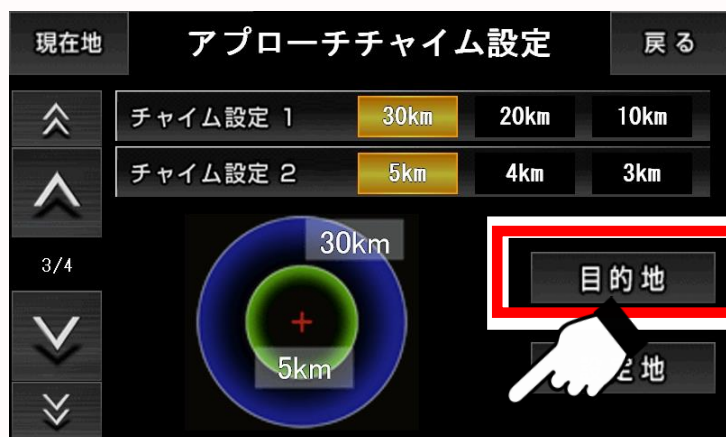 現在地 アプローチチャイム設定 戻る
チャイム設定 1 30km 20km 10km
チャイム設定 2 5km 4km 3km
30km
3/4
目的地
5km
地